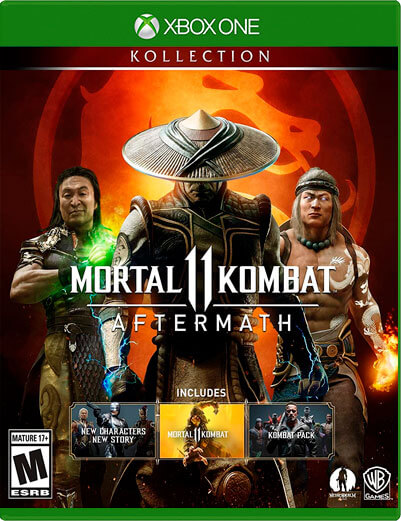 XBOX ONE
KOLLECTION
MORTAL 11 KOMBAT
AFTERMATH
INCLUDES
NEW CHARACTERS
NEW STORY
MORTAL 11 KOMBAT
KOMBAT PACK
MATURE 17+
M
ESRB
WB
GAMES